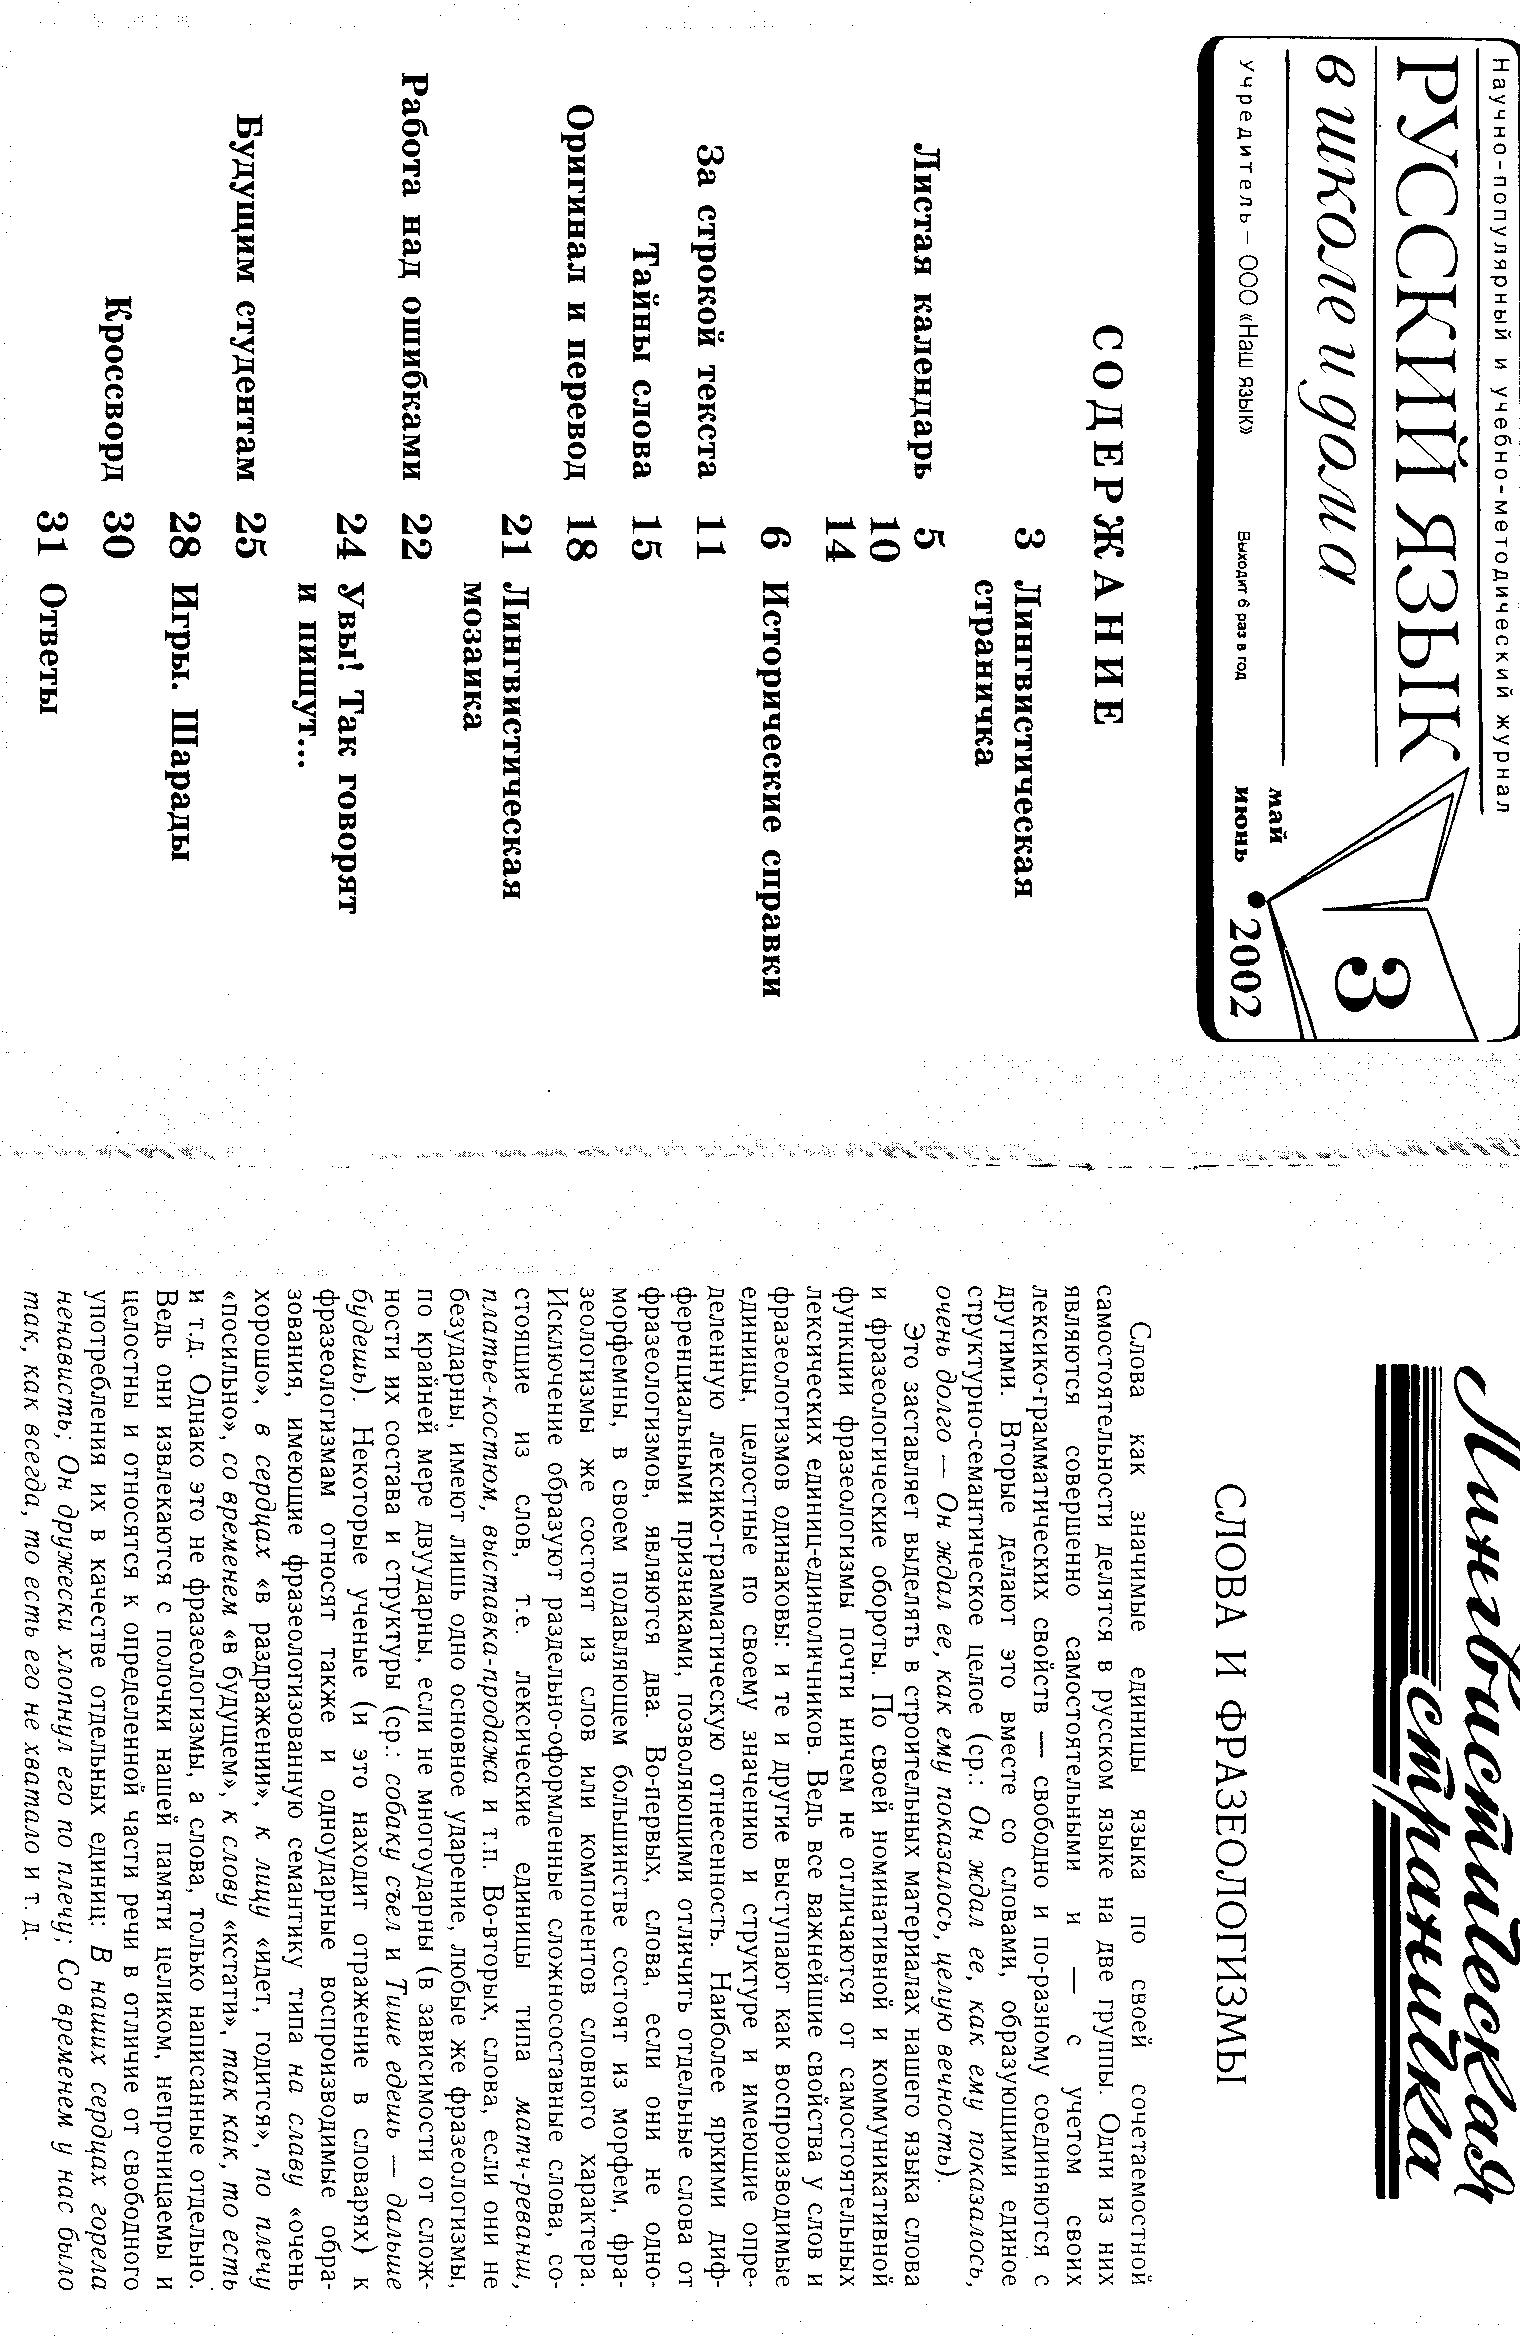 Научно-популярный и учебно-методический журнал
РУССКИЙ ЯЗЫК
в школе и дома
3
май
июнь • 2002
учредитель — ООО «Наш язык»
Выходит 6 раз в год
СОДЕРЖАНИЕ
3 Лингвистическая
страничка
Листая календарь 5
10
14
6 Исторические справки
За строкой текста 11
Тайны слова 15
Оригинал и перевод 18
21 Лингвистическая
мозаика
Работа над ошибками 22
24 Увы! Так говорят
и пишут...
Будущим студентам 25
28 Игры. Шарады
Кроссворд 30
31 Ответы
Лингвистическая
страничка
СЛОВА И ФРАЗЕОЛОГИЗМЫ
Слова как значимые единицы языка по своей сочетаемостной
самостоятельности делятся в русском языке на две группы. Одни из них
являются совершенно самостоятельными и — с учетом своих
лексико-грамматических свойств — свободно и по-разному соединяются с
другими. Вторые делают это вместе со словами, образующими единое
структурно-семантическое целое (ср.: Он ждал ее, как ему показалось,
очень долго — Он ждал ее, как ему показалось, целую вечность).
Это заставляет выделять в строительных материалах нашего языка слова
и фразеологические обороты. По своей номинативной и коммуникативной
функции фразеологизмы почти ничем не отличаются от самостоятельных
лексических единиц-единоличников. Ведь все важнейшие свойства у слов и
фразеологизмов одинаковы: и те и другие выступают как воспроизводимые
единицы, целостные по своему значению и структуре и имеющие опре-
деленную лексико-грамматическую отнесенность. Наиболее яркими диф-
ференциальными признаками, позволяющими отличить отдельные слова от
фразеологизмов, являются два. Во-первых, слова, если они не одно-
морфемны, в своем подавляющем большинстве состоят из морфем, фра-
зеологизмы же состоят из слов или компонентов словного характера.
Исключение образуют раздельно-оформленные сложносоставные слова, со-
стоящие из слов, т.е. лексические единицы типа матч-реванш,
платье-костюм, выставка-продажа и т.п. Во-вторых, слова, если они не
безударны, имеют лишь одно основное ударение, любые же фразеологизмы,
по крайней мере двуударны, если не многоударны (в зависимости от слож-
ности их состава и структуры (ср.: собаку съел и Тише едешь — дальше
будешь). Некоторые ученые (и это находит отражение в словарях) к
фразеологизмам относят также и одноударные воспроизводимые обра-
зования, имеющие фразеологизованную семантику типа на славу «очень
хорошо», в сердцах «в раздражении», к лицу «идет, годится», по плечу
«посильно», со временем «в будущем», к слову «кстати», так как, то есть
и т.д. Однако это не фразеологизмы, а слова, только написанные отдельно.
Ведь они извлекаются с полочки нашей памяти целиком, непроницаемы и
целостны и относятся к определенной части речи в отличие от свободного
употребления их в качестве отдельных единиц: В наших сердцах горела
ненависть; Он дружески хлопнул его по плечу; Со временем у нас было
так, как всегда, то есть его не хватало и т. д.